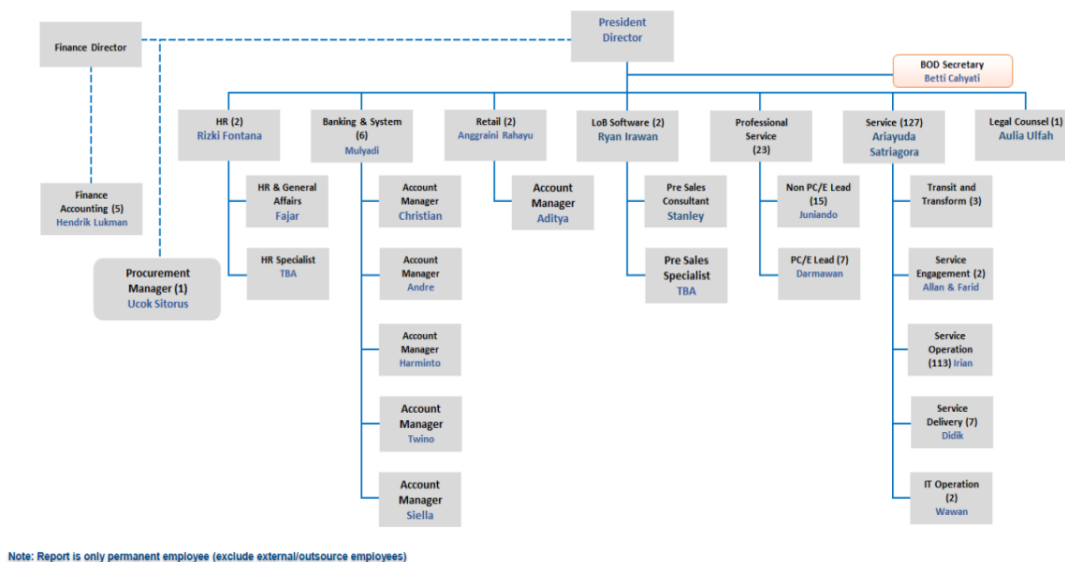 President
Director
Finance Director
BOD Secretary
Betti Cahyati
HR (2)
Rizki Fontana
Banking & System
(6)
Mulyadi
Retail (2)
Anggraini Rahayu
LoB Software (2)
Ryan Irawan
Professional
Service
(23)
Service (127)
Ariayuda
Satriagora
Legal Counsel (1)
Aulia Ulfah
Finance
Accounting (5)
Hendrik Lukman
Procurement
Manager (1)
Ucok Sitorus
HR & General
Affairs
Fajar
HR Specialist
TBA
Account
Manager
Christian
Account
Manager
Andre
Account
Manager
Harminto
Account
Manager
Twino
Account
Manager
Siella
Account
Manager
Aditya
Pre Sales
Consultant
Stanley
Pre Sales
Specialist
TBA
Non PC/E Lead
(15)
Juniando
PC/E Lead (7)
Darmawan
Transit and
Transform (3)
Service
Engagement (2)
Allan & Farid
Service
Operation
(113) Irian
Service
Delivery (7)
Didik
IT Operation
(2)
Wawan
Note: Report is only permanent employee (exclude external/outsource employees)